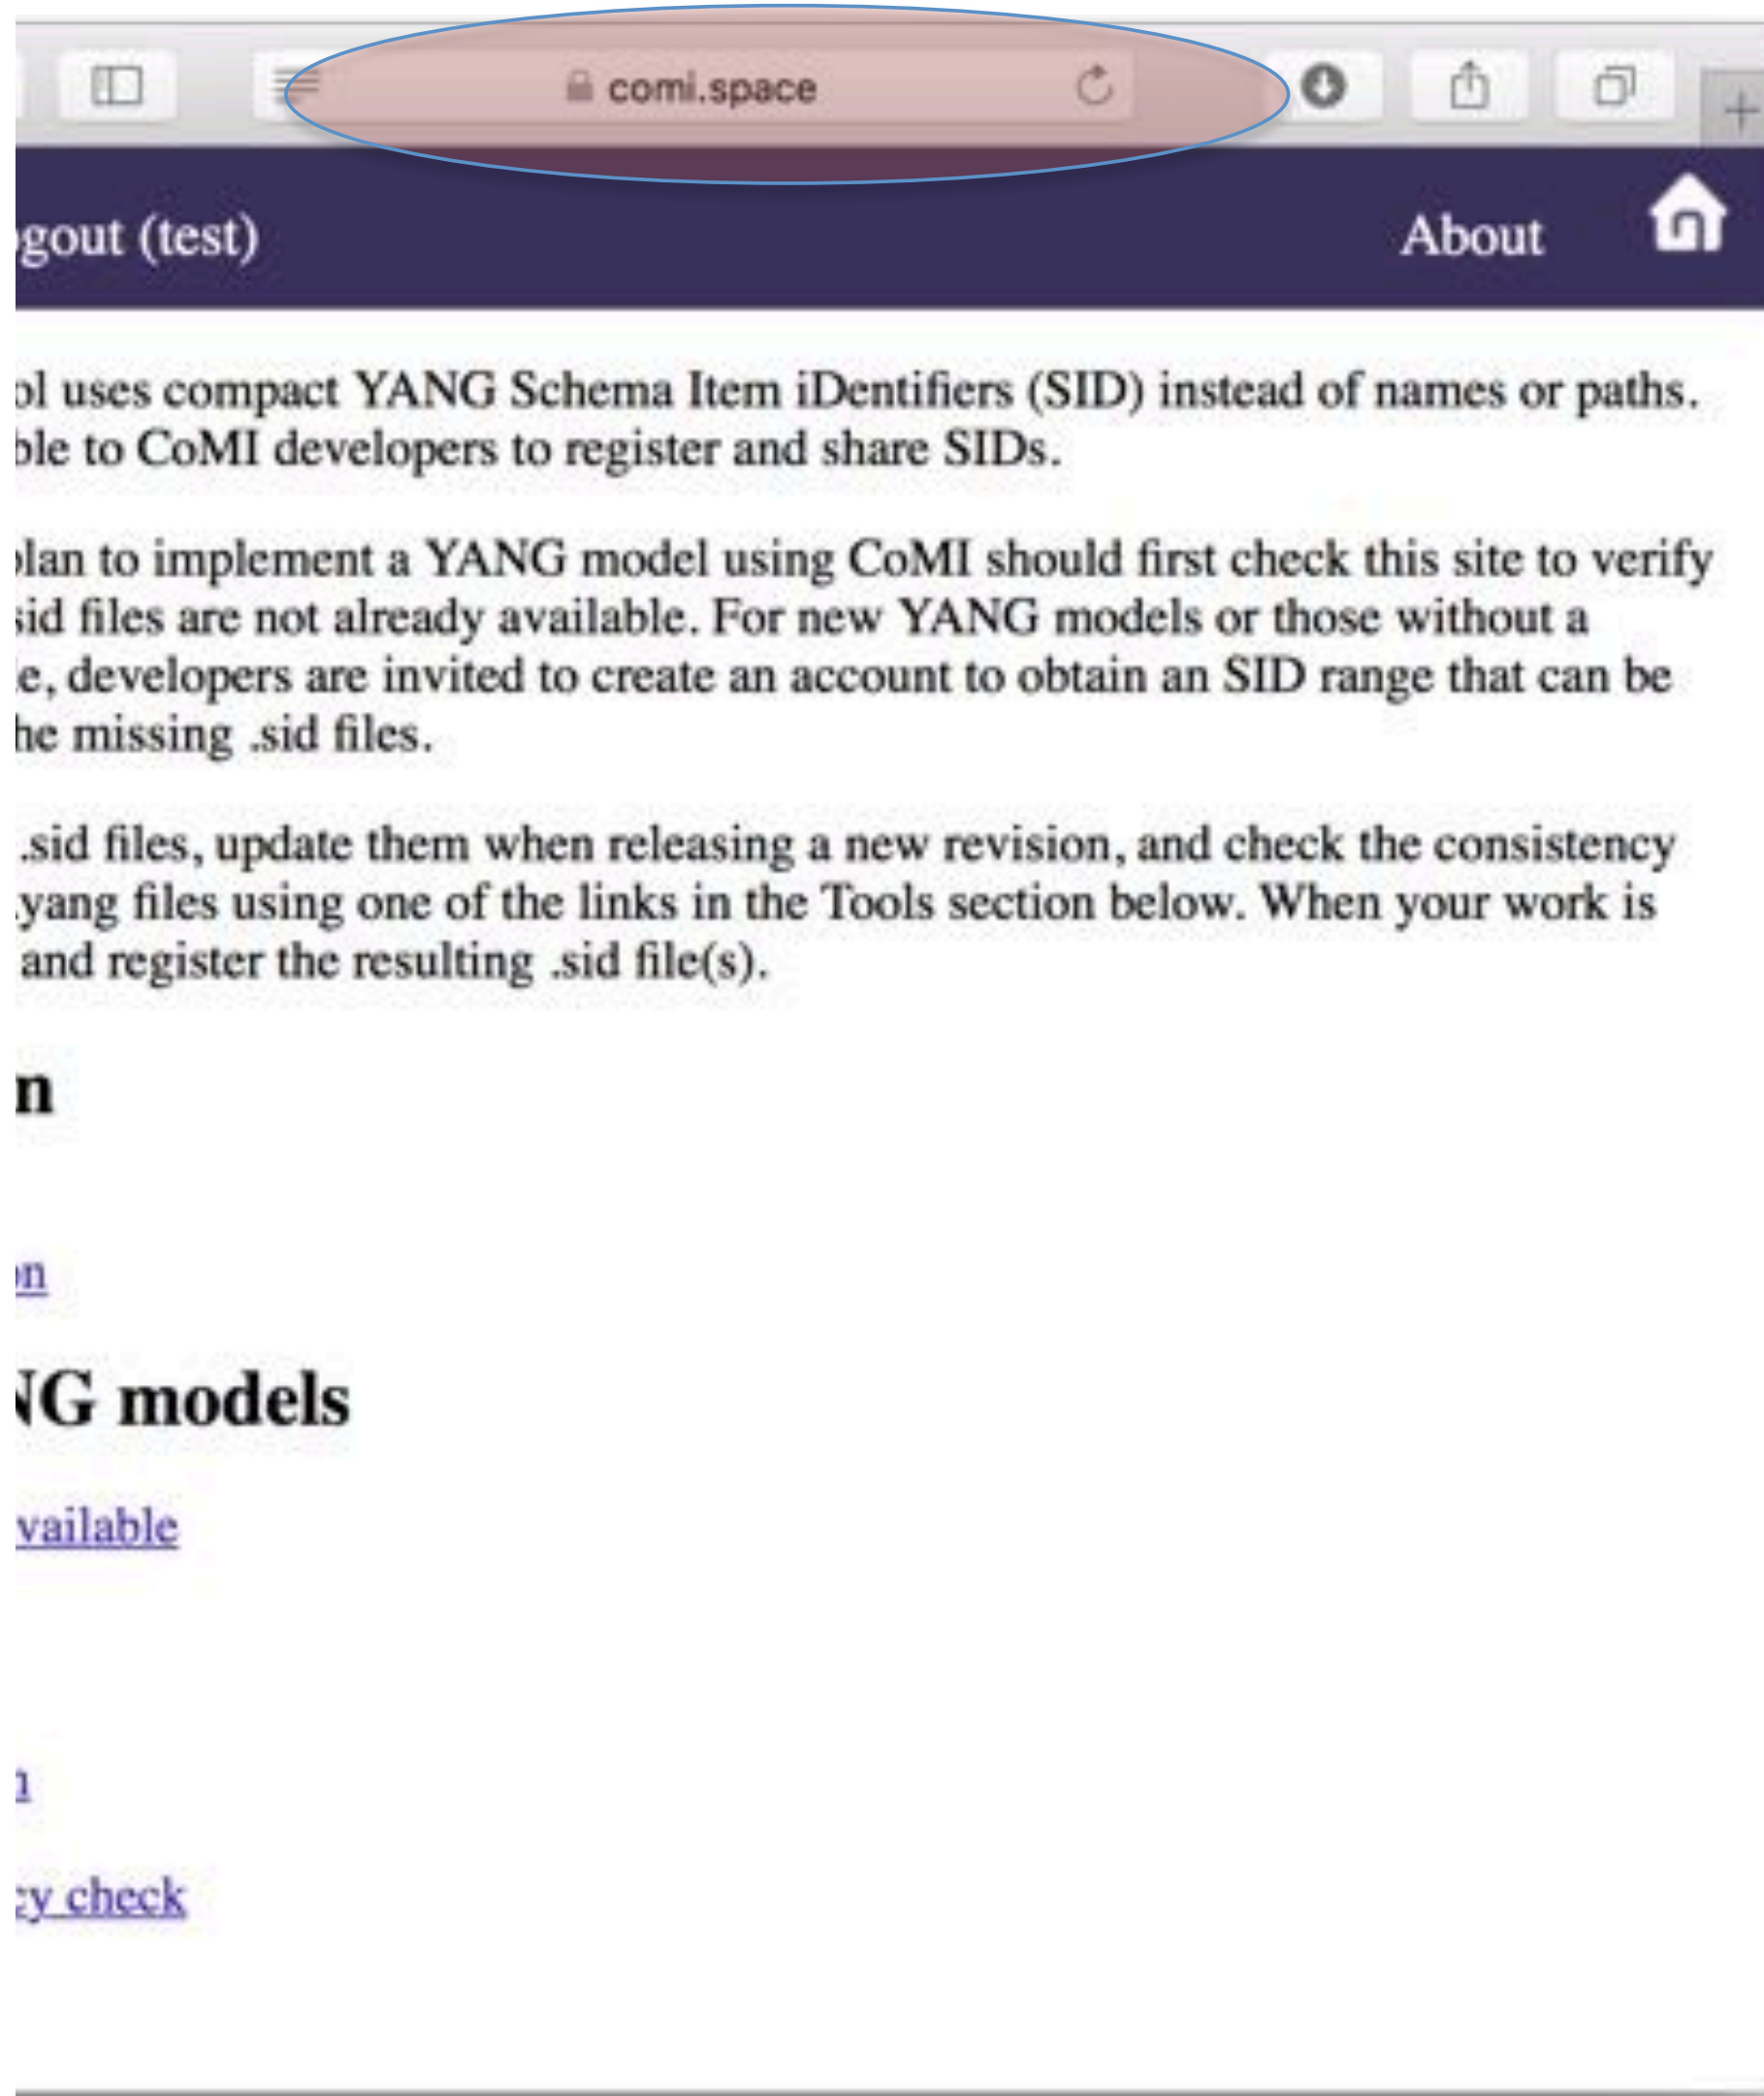 comi.space
gout (test) About
ol uses compact YANG Schema Item iDentifiers (SID) instead of names or paths.
ble to CoMI developers to register and share SIDs.
plan to implement a YANG model using CoMI should first check this site to verify
sid files are not already available. For new YANG models or those without a
e, developers are invited to create an account to obtain an SID range that can be
he missing .sid files.
.sid files, update them when releasing a new revision, and check the consistency
.yang files using one of the links in the Tools section below. When your work is
and register the resulting .sid file(s).
n
on
NG models
vailable
n
cy check